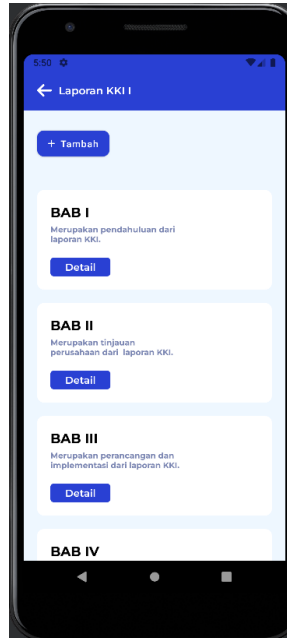 5:50
Laporan KKI I
+ Tambah
BAB I
Merupakan pendahuluan dari
laporan KKI.
Detail
BAB II
Merupakan tinjauan
perusahaan dari laporan KKI.
Detail
BAB III
Merupakan perancangan dan
implementasi dari laporan KKI.
Detail
BAB IV